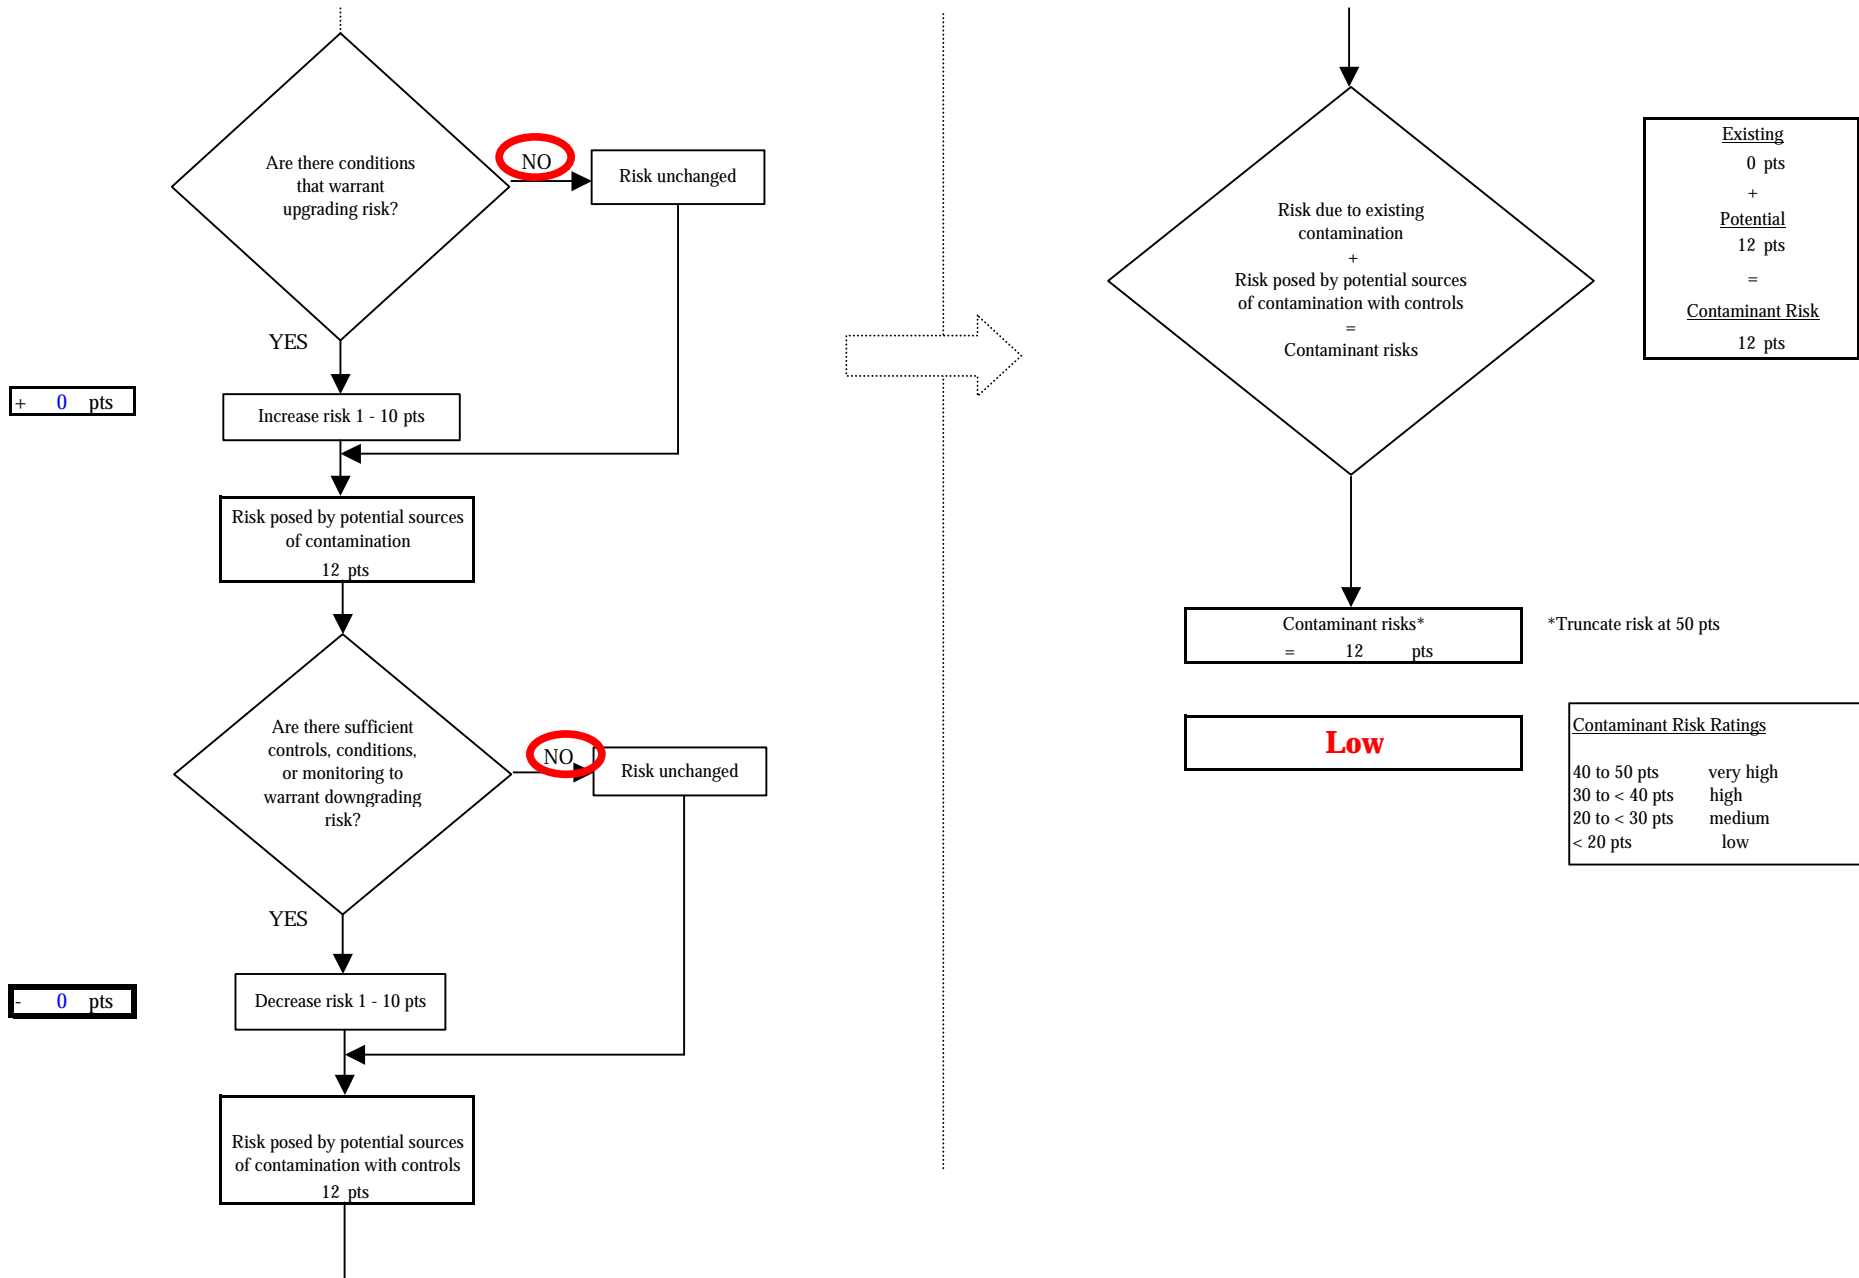 Are there conditions
that warrant
upgrading risk?
NO
Risk unchanged
YES
+ 0 pts
Increase risk 1 - 10 pts
Risk posed by potential sources
of contamination
12 pts
Are there sufficient
controls, conditions,
or monitoring to
warrant downgrading
risk?
NO
Risk unchanged
YES
- 0 pts
Decrease risk 1 - 10 pts
Risk posed by potential sources
of contamination with controls
12 pts
Risk due to existing
contamination
+
Risk posed by potential sources
of contamination with controls
=
Contaminant risks
Existing
0 pts
+
Potential
12 pts
=
Contaminant Risk
12 pts
Contaminant risks*
= 12 pts
*Truncate risk at 50 pts
Low
Contaminant Risk Ratings
40 to 50 pts very high
30 to < 40 pts high
20 to < 30 pts medium
< 20 pts low